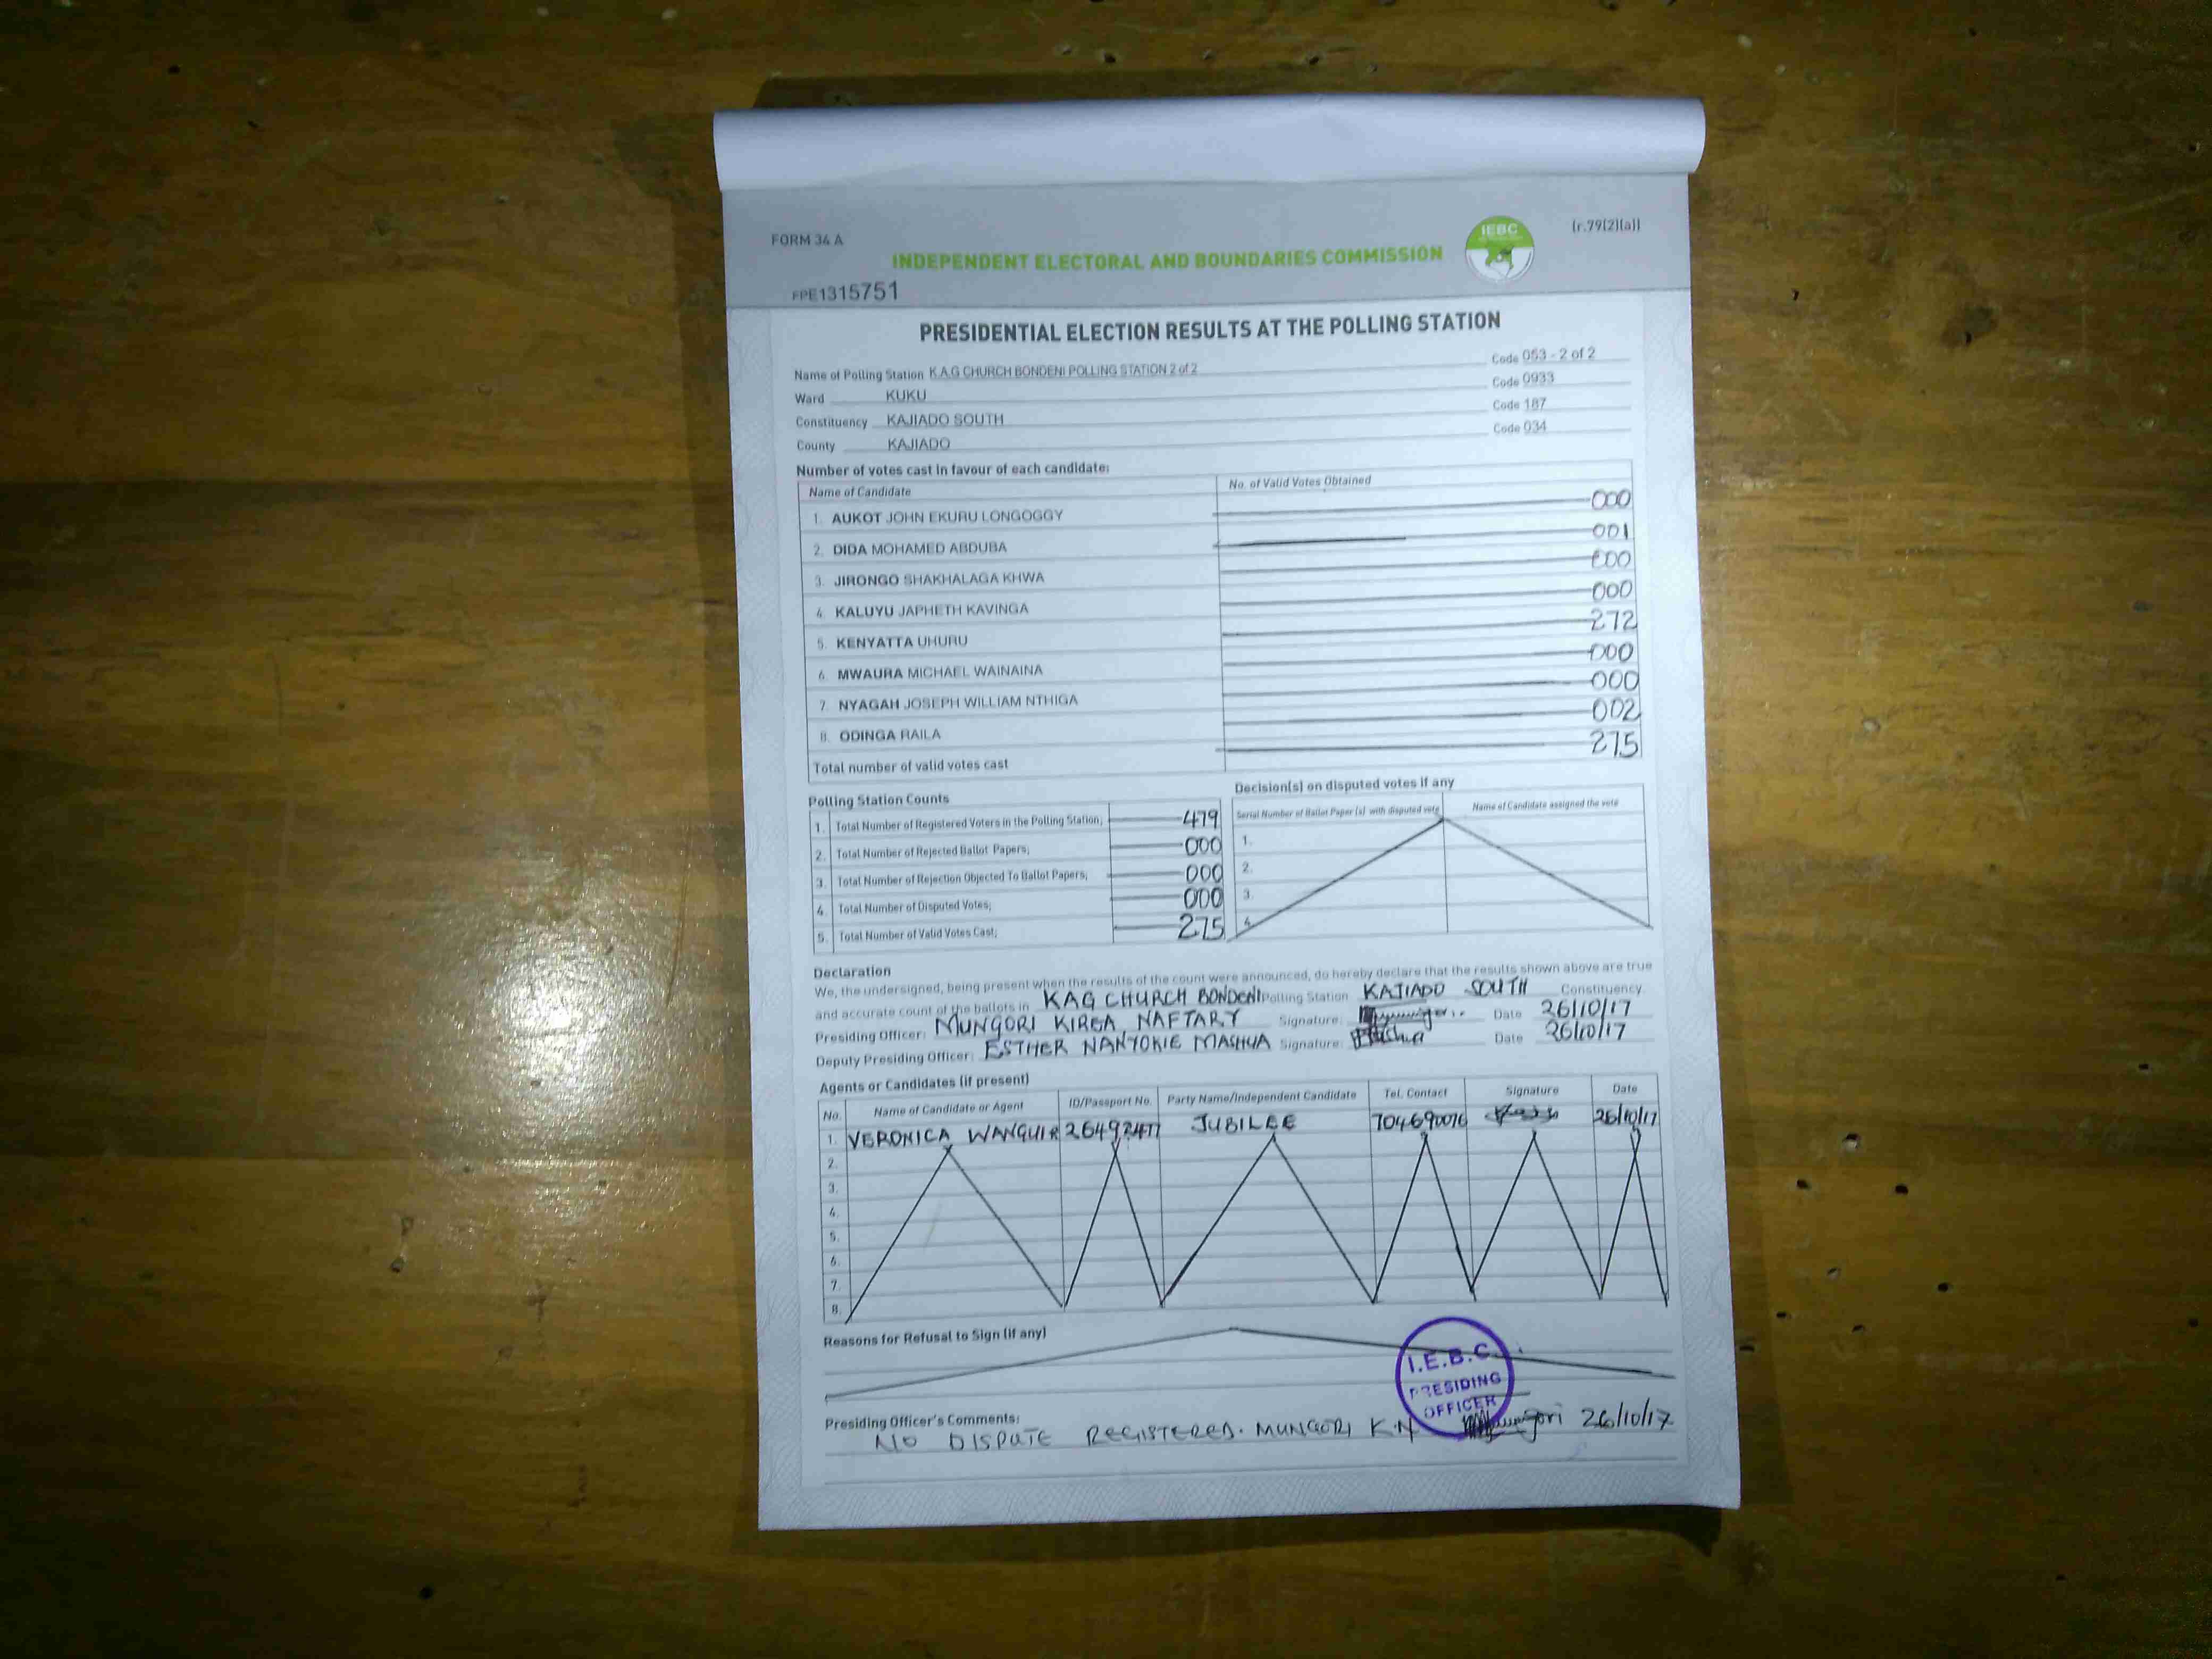 FORM 34 A
IEBC
(r.79(2)(a))
INDEPENDENT ELECTORAL AND BOUNDARIES COMMISSION
FPE1315751
PRESIDENTIAL ELECTION RESULTS AT THE POLLING STATION
Name of Polling Station K.A.G CHURCH BONDENI POLLING STATION 2 of 2 Code 053 - 2 of 2
Ward KUKU Code 0933
Constituency KAJIADO SOUTH Code 187
County KAJIADO Code 034
Number of votes cast in favour of each candidate:
Name of Candidate No. of Valid Votes Obtained
1. AUKOT JOHN EKURU LONGOGGY 000
2. DIDA MOHAMED ABDUBA 001
3. JIRONGO SHAKHALAGA KHWA 000
4. KALUYU JAPHETH KAVINGA 000
5. KENYATTA UHURU 272
6. MWAURA MICHAEL WAINAINA 000
7. NYAGAH JOSEPH WILLIAM NTHIGA 000
8. ODINGA RAILA 002
Total number of valid votes cast 275
Polling Station Counts
1. Total Number of Registered Voters in the Polling Station; 479
2. Total Number of Rejected Ballot Papers; 000
3. Total Number of Rejection Objected To Ballot Papers; 000
4. Total Number of Disputed Votes; 000
5. Total Number of Valid Votes Cast; 275
Decision(s) on disputed votes if any
Serial Number of Ballot Paper (s) with disputed vote Name of Candidate assigned the vote
1.
2.
3.
4.
Declaration
We, the undersigned, being present when the results of the count were announced, do hereby declare that the results shown above are true
and accurate count of the ballots in KAG CHURCH BONDENI Polling Station KAJIADO SOUTH Constituency
Presiding Officer: MUNGORI KIREA NAFTARY Signature: Date 26/10/17
Deputy Presiding Officer: ESTHER NANYOKIE MASHUA Signature: Date 26/10/17
Agents or Candidates (if present)
No. Name of Candidate or Agent ID/Passport No. Party Name/Independent Candidate Tel. Contact Signature Date
1. VERONICA WANGUIR 26492477 JUBILEE 704690076 26/10/17
2.
3.
4.
5.
6.
7.
8.
Reasons for Refusal to Sign (if any)
I.E.B.C.
PRESIDING
OFFICER
Presiding Officer's Comments:
NO DISPUTE REGISTERED. MUNGORI K.N 26/10/17